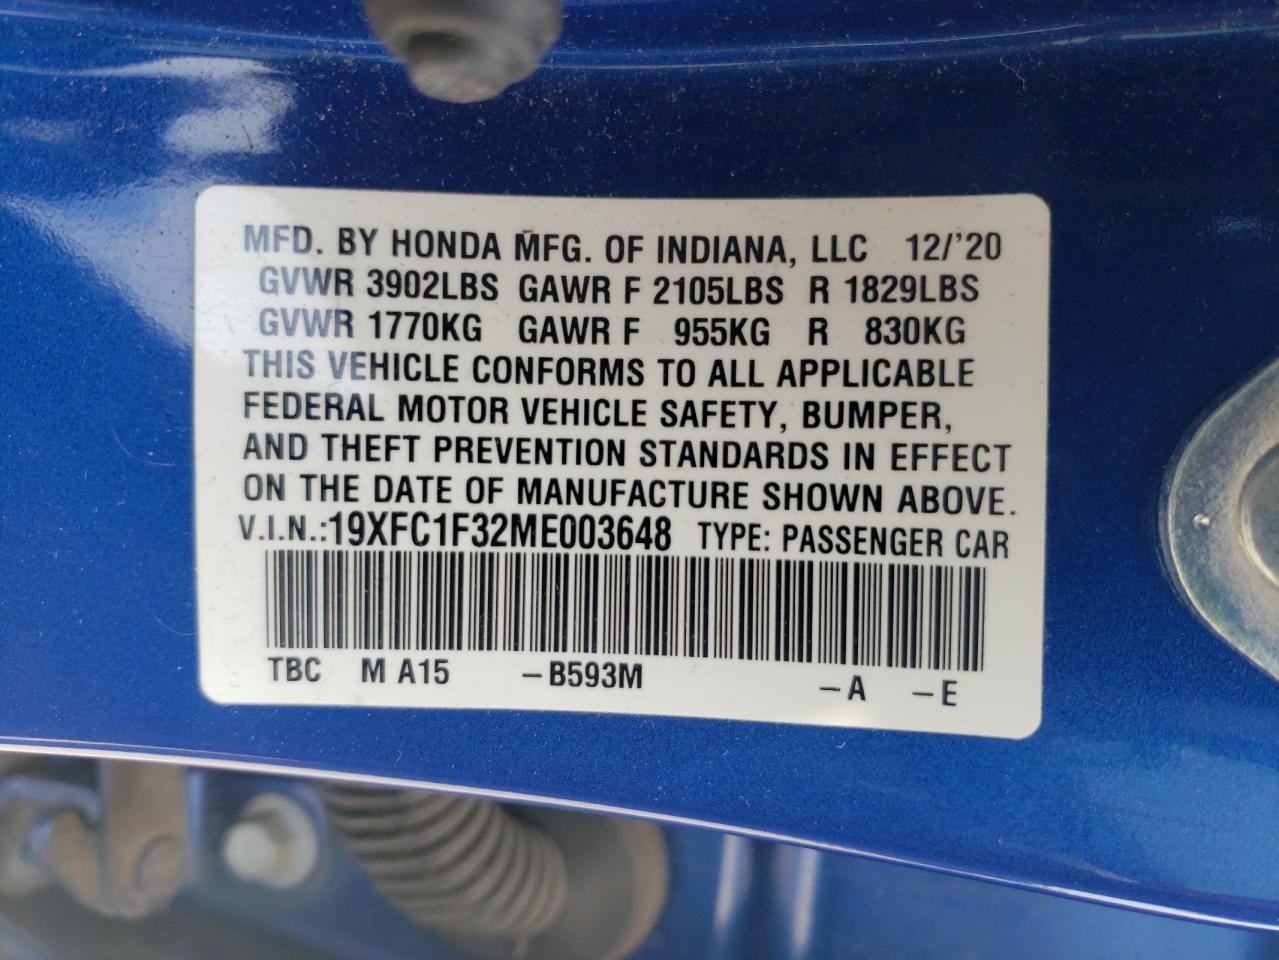 MFD. BY HONDA MFG. OF INDIANA, LLC 12/'20
GVWR 3902LBS GAWR F 2105LBS R 1829LBS
GVWR 1770KG GAWR F 955KG R 830KG
THIS VEHICLE CONFORMS TO ALL APPLICABLE
FEDERAL MOTOR VEHICLE SAFETY, BUMPER,
AND THEFT PREVENTION STANDARDS IN EFFECT
ON THE DATE OF MANUFACTURE SHOWN ABOVE.
V.I.N.:19XFC1F32ME003648 TYPE: PASSENGER CAR
TBC M A15 -B593M -A -E